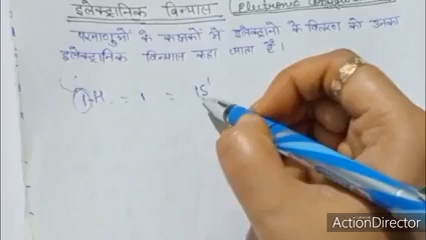 इलेक्ट्रानिक विन्यास (Electronic
परमाणुओं के कक्षकों में इलेक्ट्रानों के वितरण को उनका
इलेक्ट्रानिक विन्यास कहा जाता है।
1H = 1 = 1S¹
ActionDirector